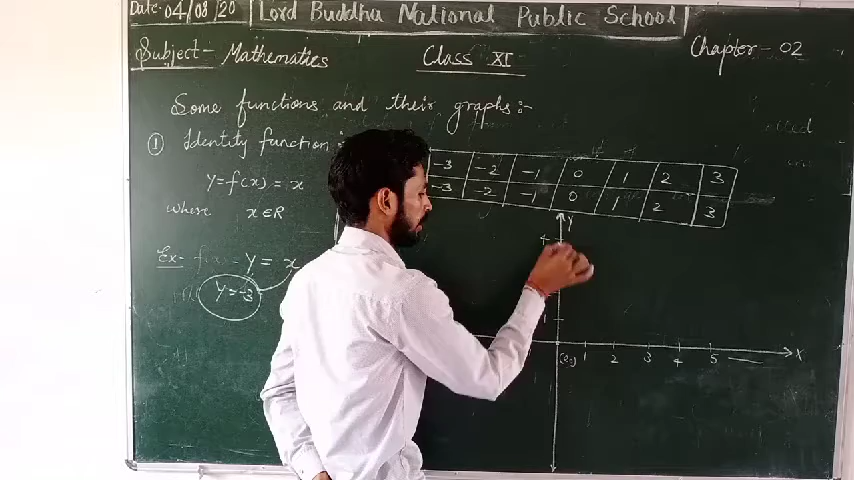 Date- 04/08/20 Lord Buddha National Public School
Subject- Mathematics Class XI Chapter - 02
Some functions and their graphs :-
① Identity function :
y = f(x) = x
where x ∈ R
Ex- y = x
y = -3
-3 -2 -1 0 1 2 3
-3 -2 -1 0 1 2 3
Y
4
1
1 2 3 4 5 X